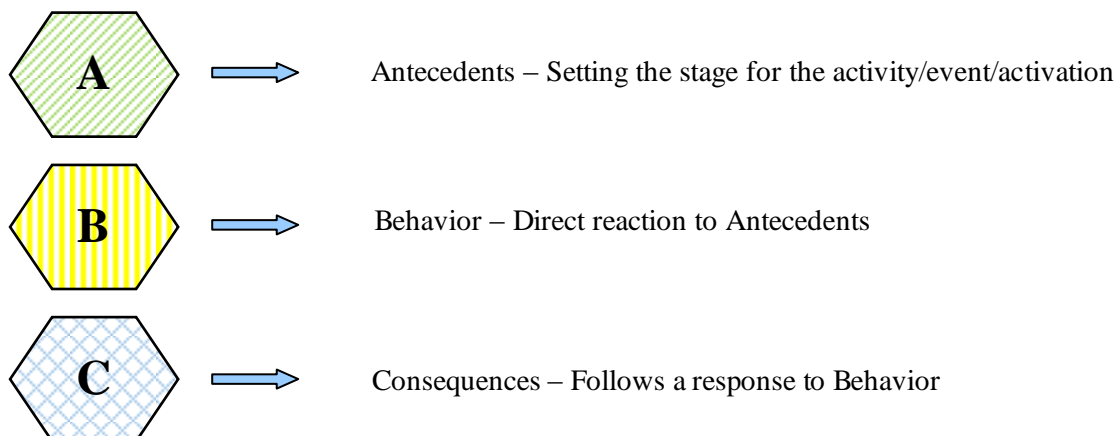 A
Antecedents – Setting the stage for the activity/event/activation
B
Behavior – Direct reaction to Antecedents
C
Consequences – Follows a response to Behavior